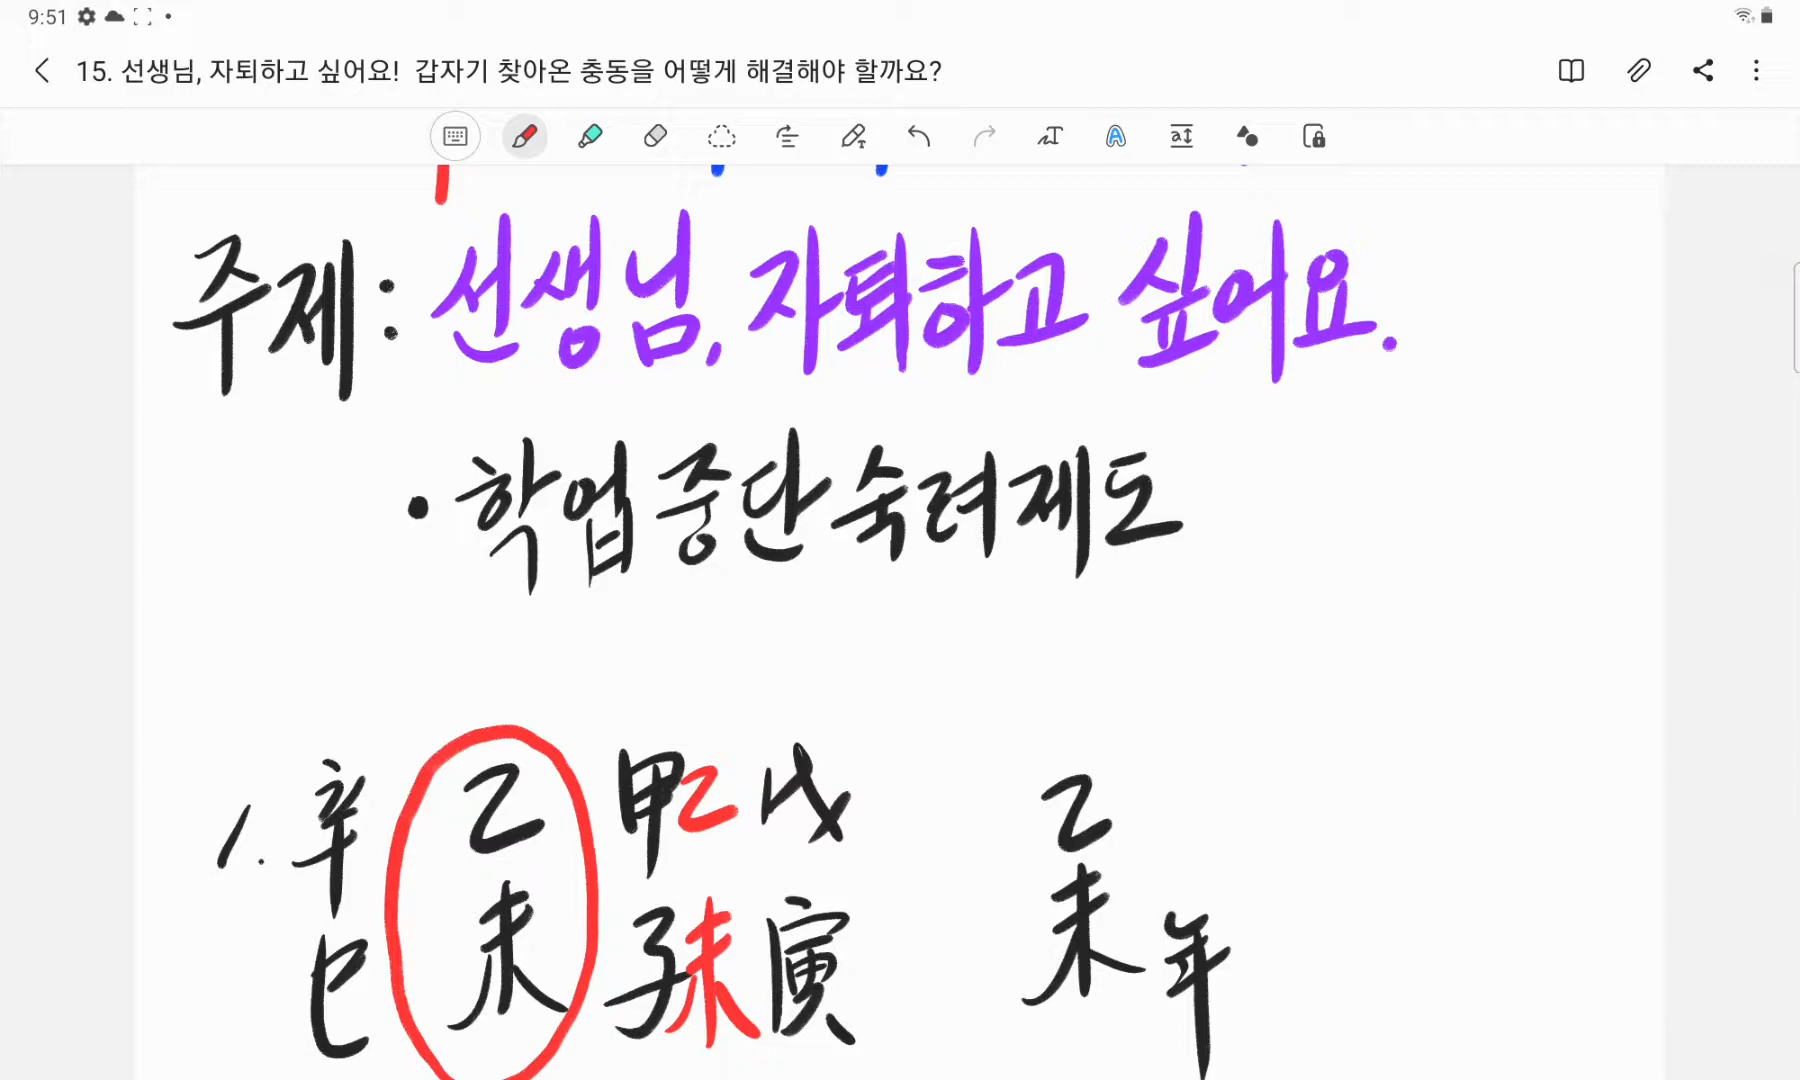 9:51
15. 선생님, 자퇴하고 싶어요! 갑자기 찾아온 충동을 어떻게 해결해야 할까요?
주제: 선생님, 자퇴하고 싶어요.
• 학업중단숙려제도
1. 辛 乙 甲 乙 戊 乙
巳 未 子 未 寅 未 年